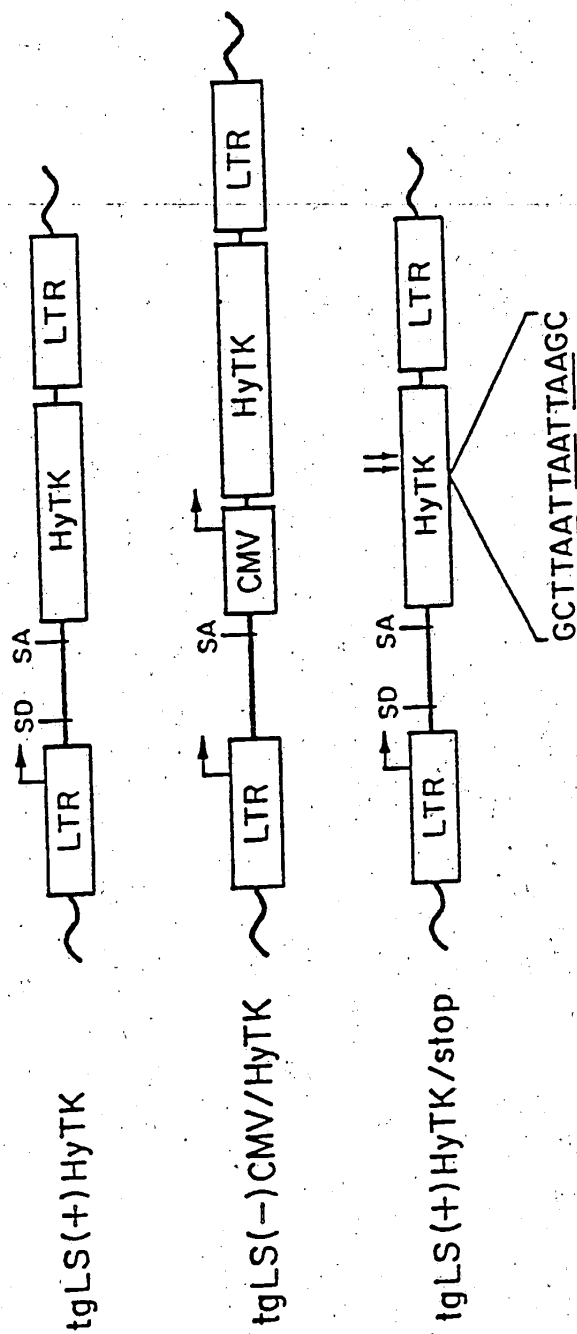 tgLS(+)HyTK
LTR
SD
SA
HyTK
LTR
tgLS(−)CMV/HyTK
LTR
SA
CMV
HyTK
LTR
tgLS(+)HyTK/stop
LTR
SD
SA
HyTK
LTR
GCTTAATTAATTAAGC